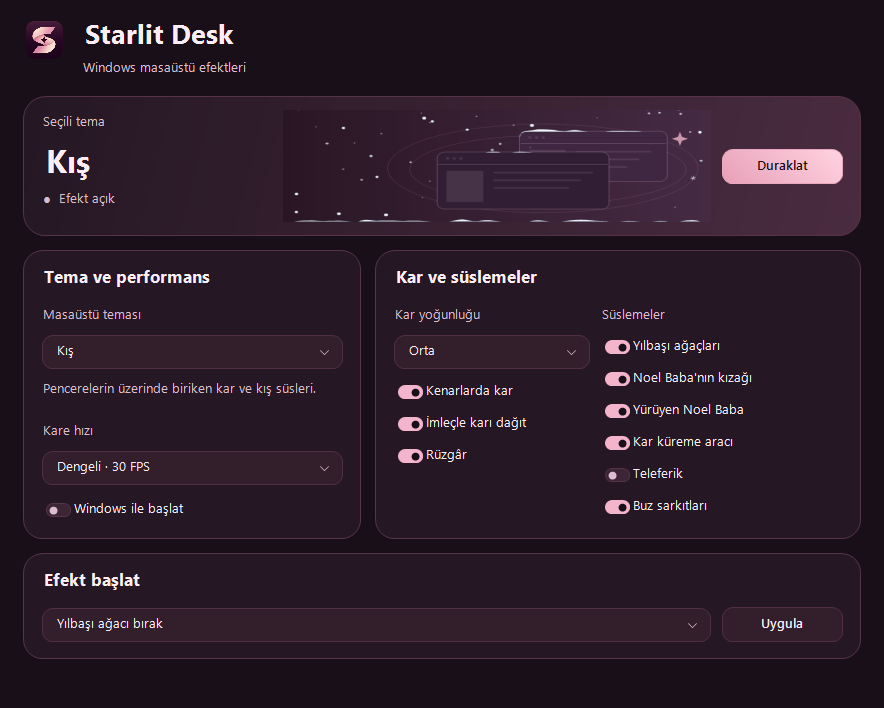 Starlit Desk
Windows masaüstü efektleri
Seçili tema
Kış
Efekt açık
Duraklat
Tema ve performans
Masaüstü teması
Kış
Pencerelerin üzerinde biriken kar ve kış süsleri.
Kare hızı
Dengeli · 30 FPS
Windows ile başlat
Kar ve süslemeler
Kar yoğunluğu
Orta
Kenarlarda kar
İmleçle karı dağıt
Rüzgâr
Süslemeler
Yılbaşı ağaçları
Noel Baba'nın kızağı
Yürüyen Noel Baba
Kar küreme aracı
Teleferik
Buz sarkıtları
Efekt başlat
Yılbaşı ağacı bırak
Uygula